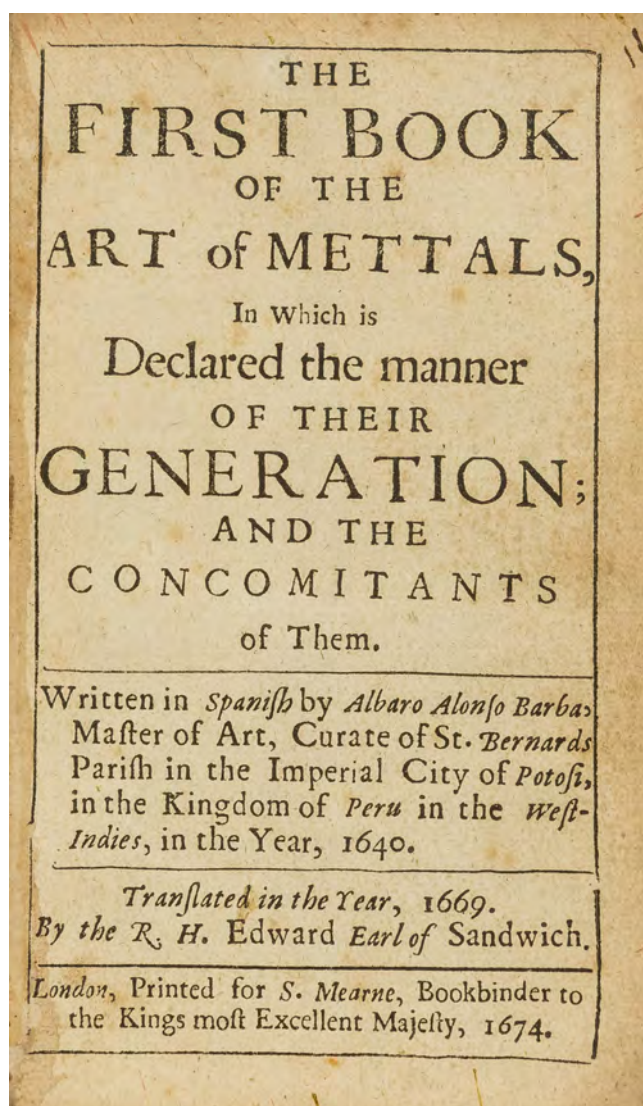 THE
FIRST BOOK
OF THE
ART of METTALS,
In Which is
Declared the manner
OF THEIR
GENERATION;
AND THE
CONCOMITANTS
of Them.
Written in Spaniſh by Albaro Alonſo Barba,
Maſter of Art, Curate of St. Bernards
Pariſh in the Imperial City of Potoſi,
in the Kingdom of Peru in the Weſt-
Indies, in the Year, 1640.
Tranſlated in the Year, 1669.
By the R. H. Edward Earl of Sandwich.
London, Printed for S. Mearne, Bookbinder to
the Kings moſt Excellent Majeſty, 1674.